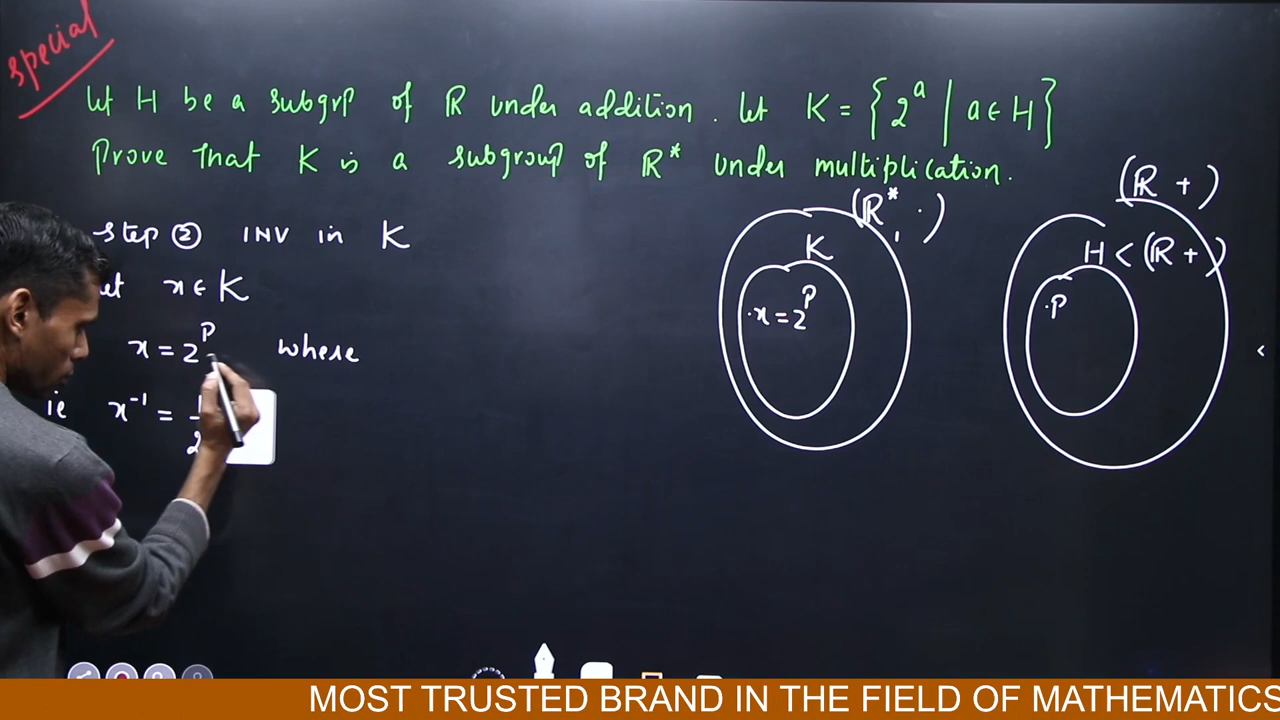 special
Let H be a subgrp of ℝ under addition. Let K = {2^a | a ∈ H}
Prove that K is a subgroup of ℝ* under multiplication.
step ② INV in K
let x ∈ K
x = 2^p where
ie x^-1 = 1
2
(ℝ*, ·)
K
·x = 2^p
(ℝ +)
H < (ℝ +)
·p
<
MOST TRUSTED BRAND IN THE FIELD OF MATHEMATICS